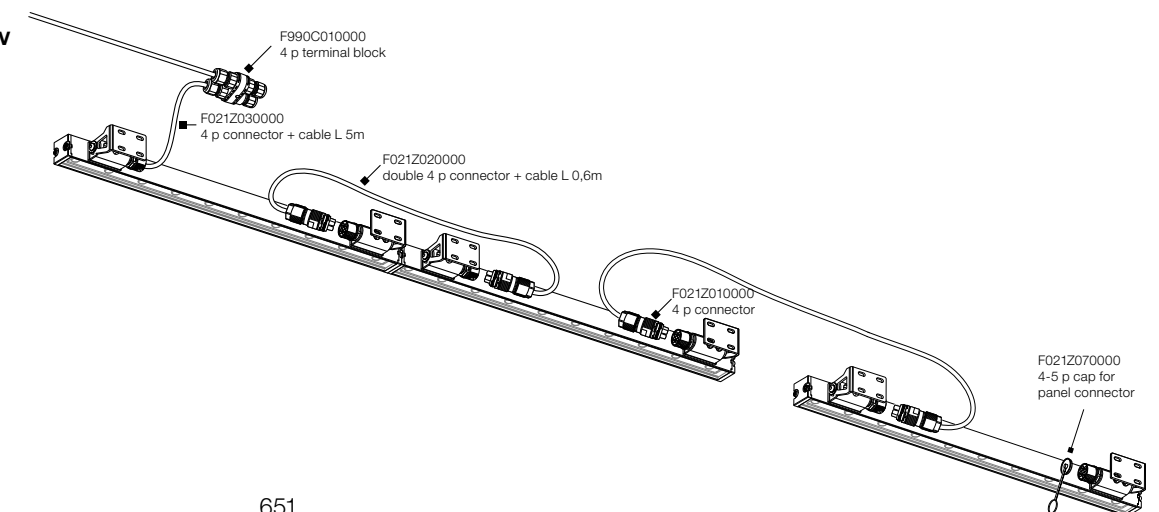 v
F990C010000
4 p terminal block
F021Z030000
4 p connector + cable L 5m
F021Z020000
double 4 p connector + cable L 0,6m
F021Z010000
4 p connector
F021Z070000
4-5 p cap for
panel connector
651